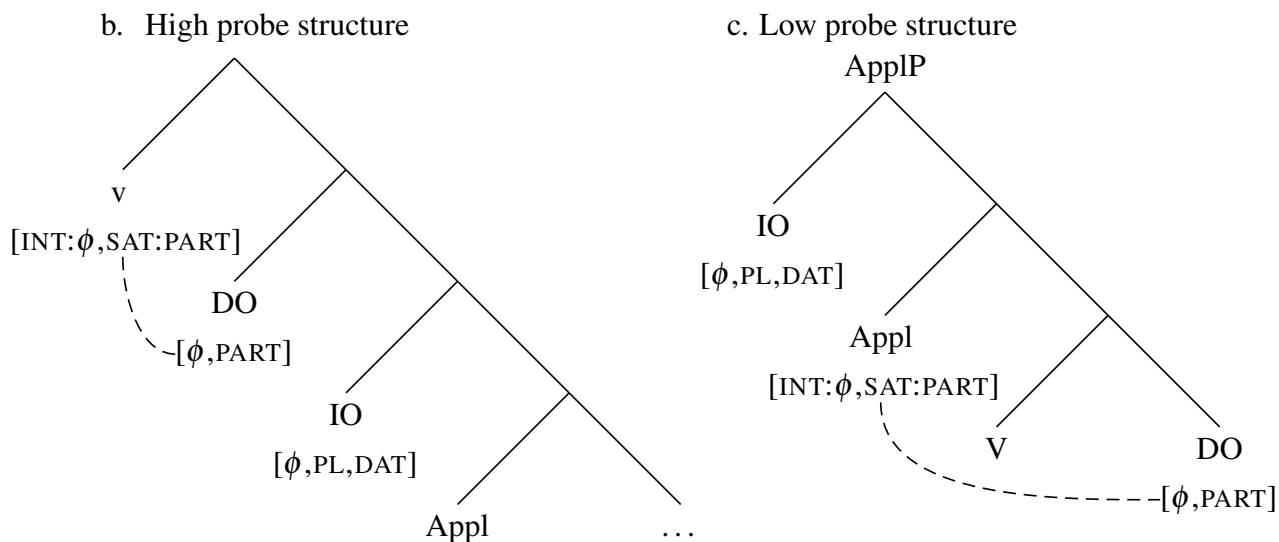 b. High probe structure
v
[INT:ϕ,SAT:PART]
DO
[ϕ,PART]
IO
[ϕ,PL,DAT]
Appl
...
c. Low probe structure
ApplP
IO
[ϕ,PL,DAT]
Appl
[INT:ϕ,SAT:PART]
V
DO
[ϕ,PART]